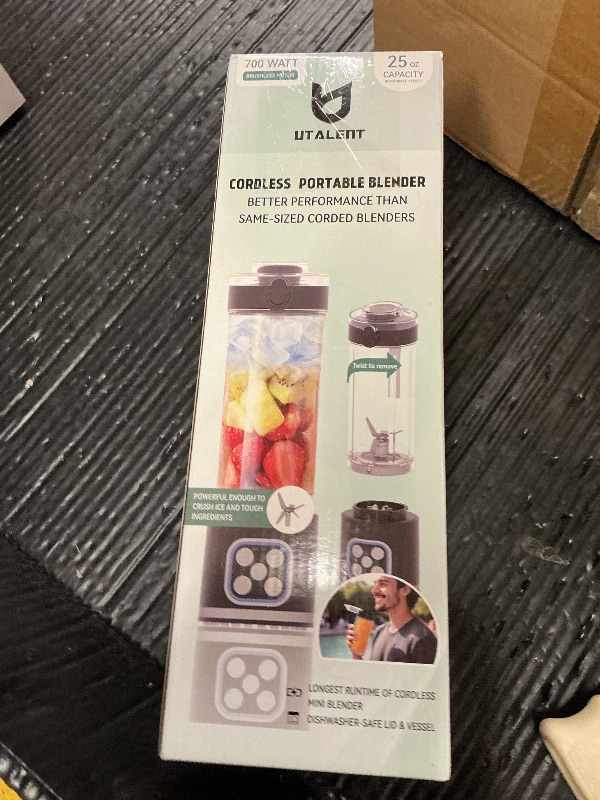 700 WATT
BRUSHLESS MOTOR
25 oz
CAPACITY
REMOVABLE VESSEL
UTALENT
CORDLESS PORTABLE BLENDER
BETTER PERFORMANCE THAN
SAME-SIZED CORDED BLENDERS
Twist to remove
POWERFUL ENOUGH TO
CRUSH ICE AND TOUGH
INGREDIENTS
LONGEST RUNTIME OF CORDLESS
MINI BLENDER
DISHWASHER-SAFE LID & VESSEL